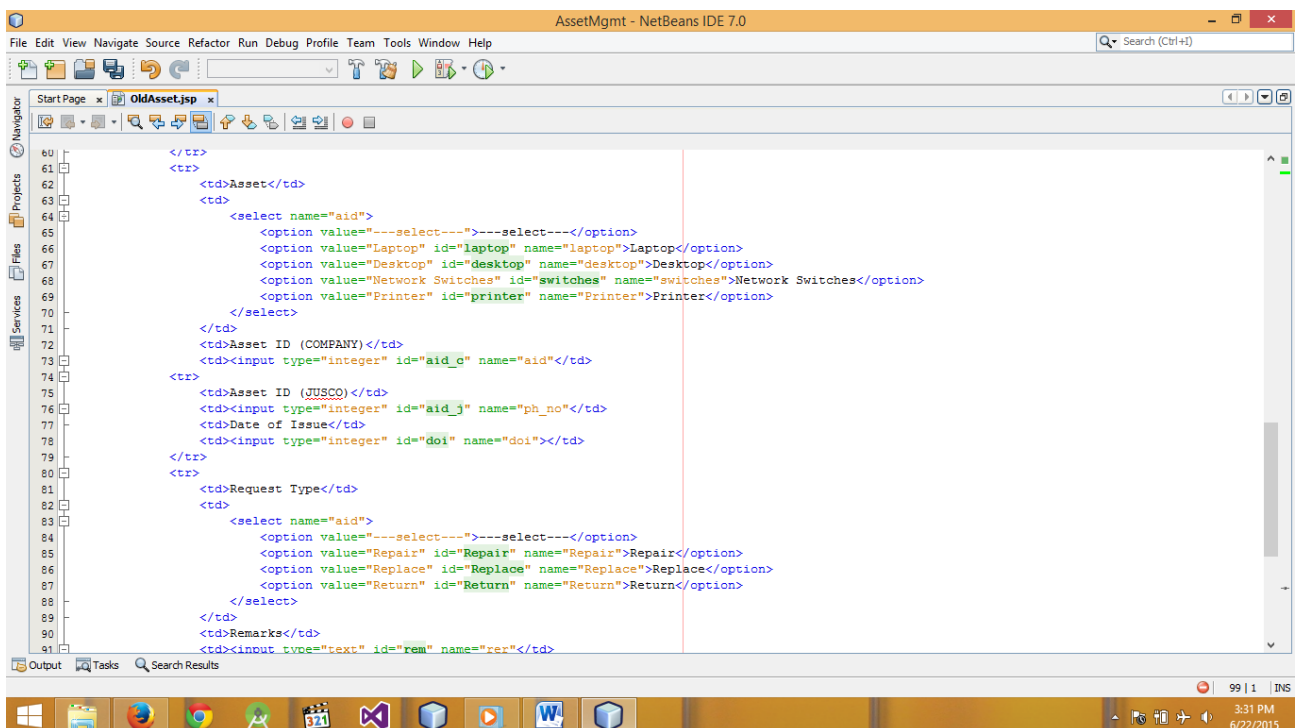 AssetMgmt - NetBeans IDE 7.0
File Edit View Navigate Source Refactor Run Debug Profile Team Tools Window Help
Search (Ctrl+I)
Start Page x OldAsset.jsp x
Navigator
Projects
Files
Services
60 </tr>
61 <tr>
62 <td>Asset</td>
63 <td>
64 <select name="aid">
65 <option value="---select---">---select---</option>
66 <option value="Laptop" id="laptop" name="laptop">Laptop</option>
67 <option value="Desktop" id="desktop" name="desktop">Desktop</option>
68 <option value="Network Switches" id="switches" name="switches">Network Switches</option>
69 <option value="Printer" id="printer" name="Printer">Printer</option>
70 </select>
71 </td>
72 <td>Asset ID (COMPANY)</td>
73 <td><input type="integer" id="aid_c" name="aid"</td>
74 <tr>
75 <td>Asset ID (JUSCO)</td>
76 <td><input type="integer" id="aid_j" name="ph_no"</td>
77 <td>Date of Issue</td>
78 <td><input type="integer" id="doi" name="doi"></td>
79 </tr>
80 <tr>
81 <td>Request Type</td>
82 <td>
83 <select name="aid">
84 <option value="---select---">---select---</option>
85 <option value="Repair" id="Repair" name="Repair">Repair</option>
86 <option value="Replace" id="Replace" name="Replace">Replace</option>
87 <option value="Return" id="Return" name="Return">Return</option>
88 </select>
89 </td>
90 <td>Remarks</td>
91 <td><input type="text" id="rem" name="rer"</td>
Output Tasks Search Results
99 | 1 INS
321
W
3:31 PM
6/22/2015